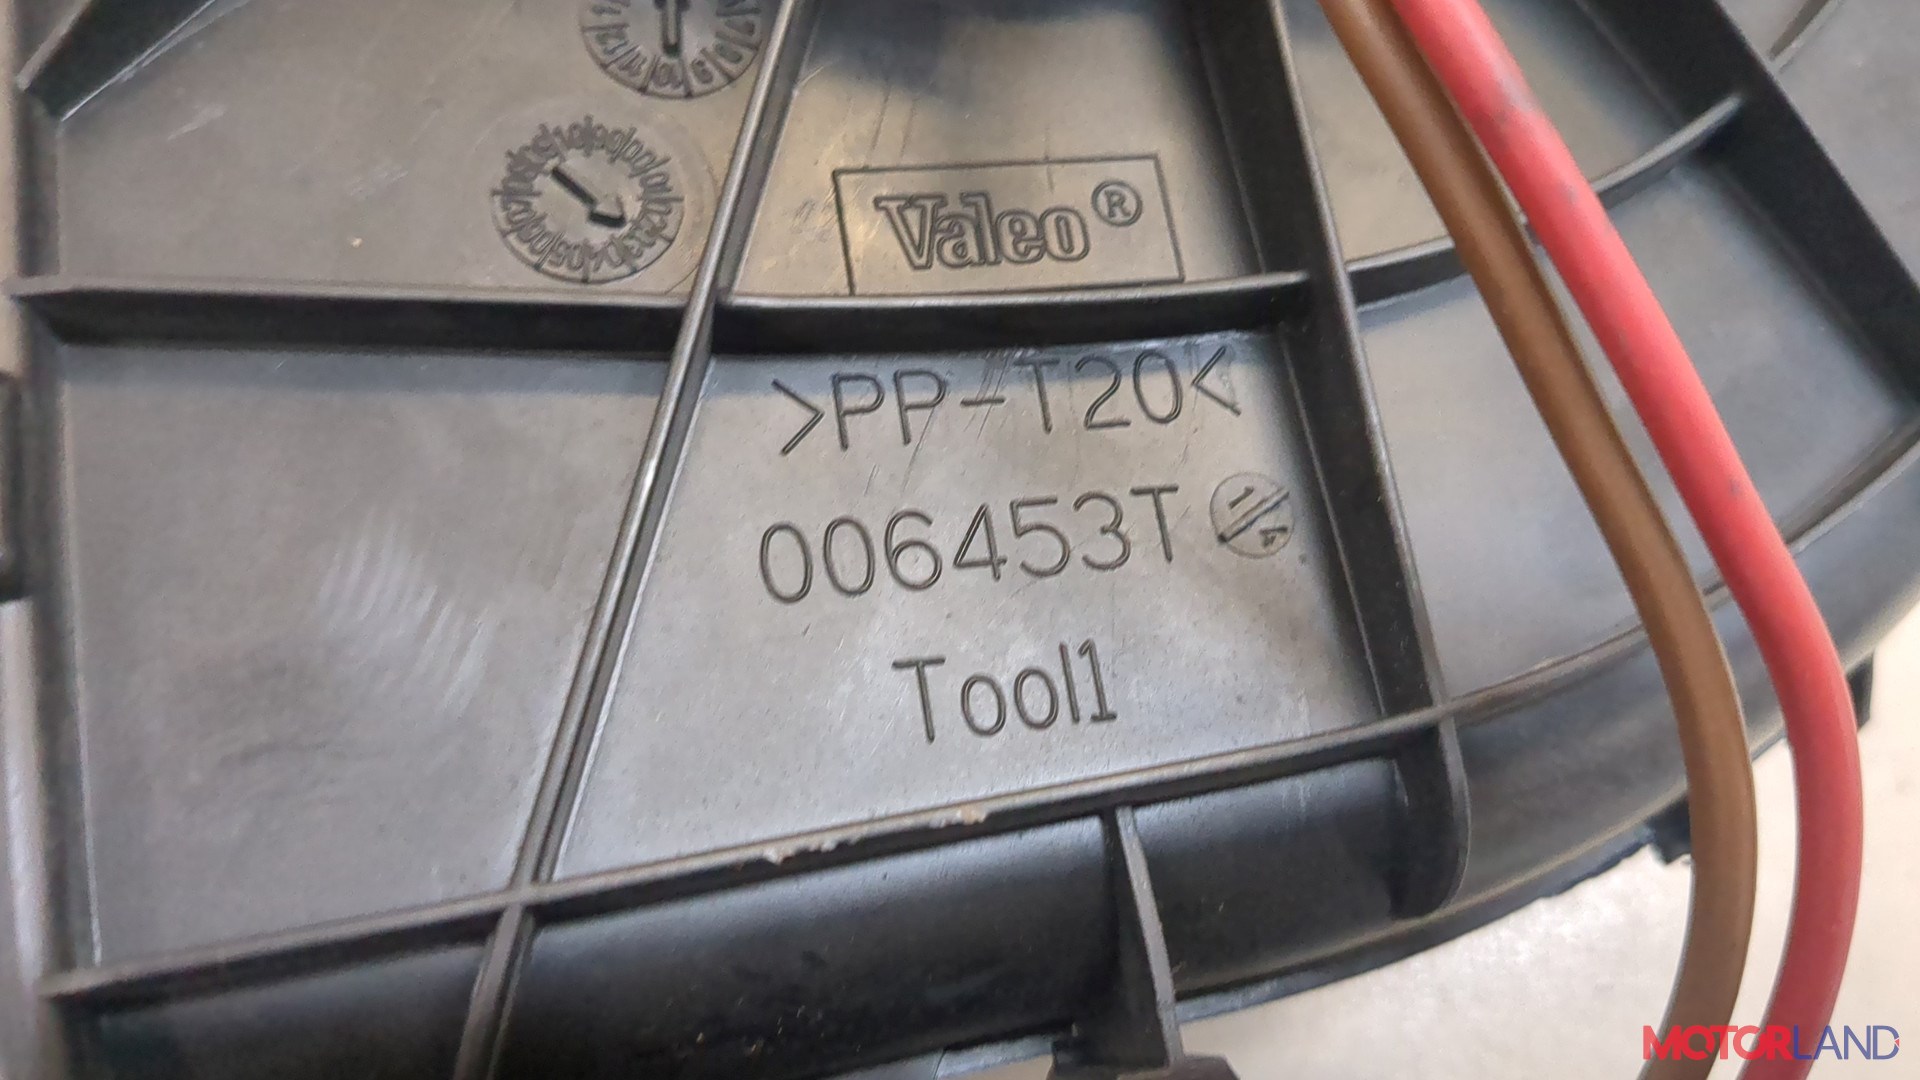 Valeo®
>PP-T20<
006453T
Tool1
MOTORLAND